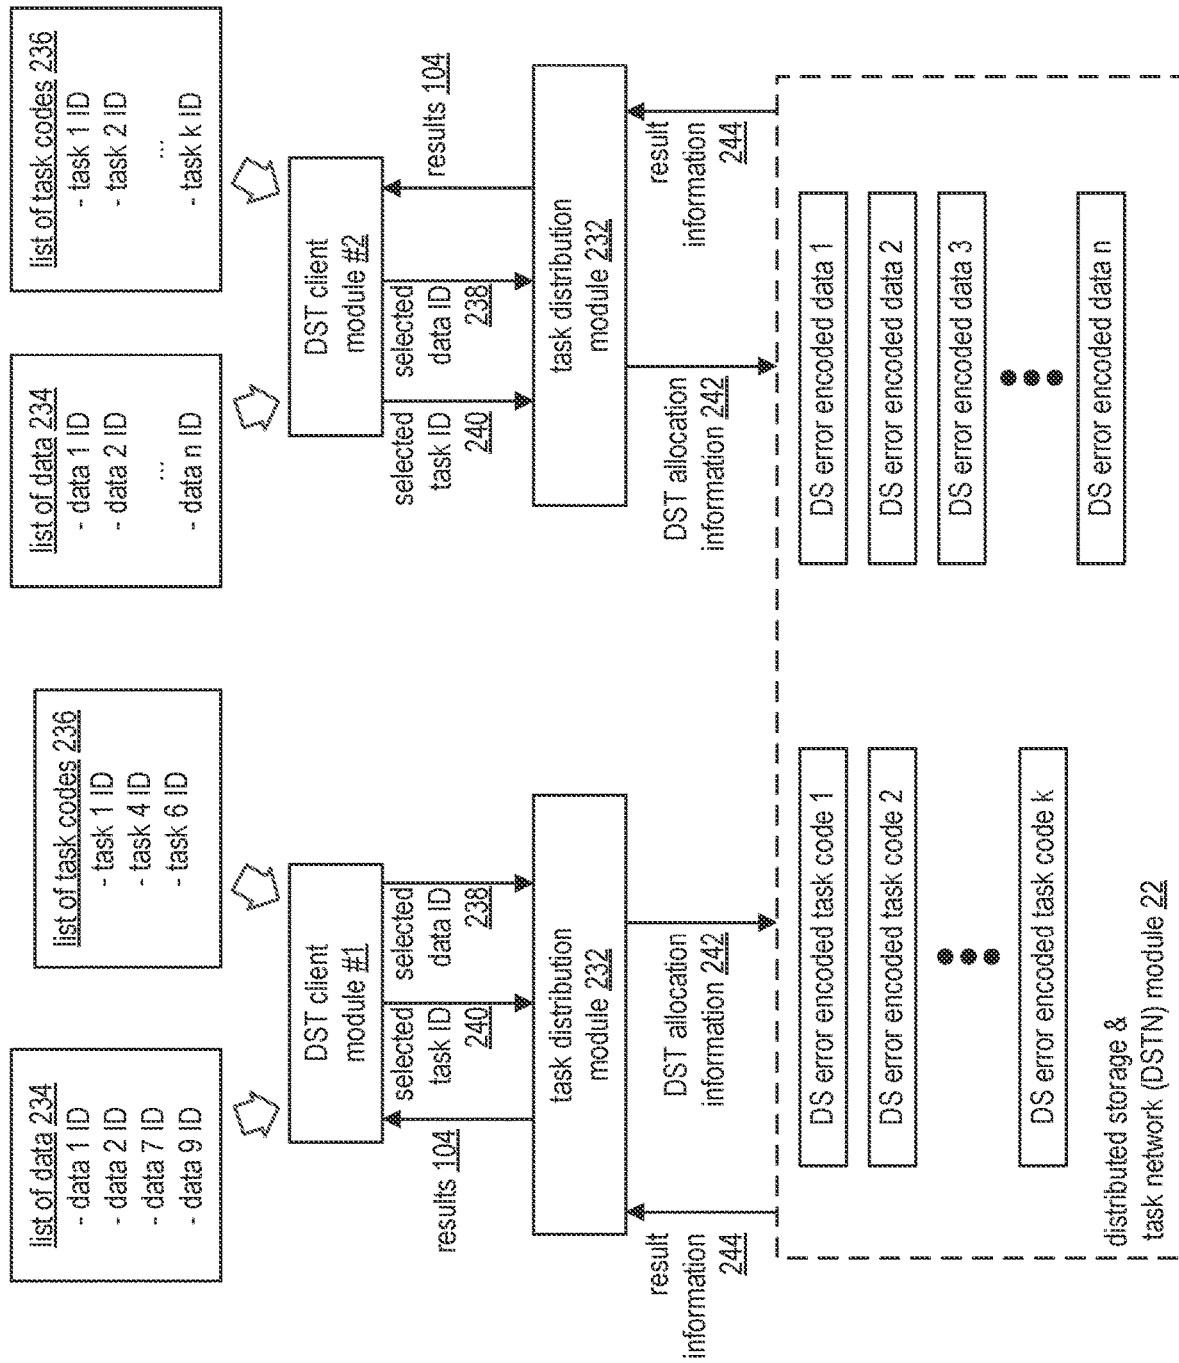 list of data 234
- data 1 ID
- data 2 ID
- data 7 ID
- data 9 ID
list of task codes 236
- task 1 ID
- task 4 ID
- task 6 ID
list of data 234
- data 1 ID
- data 2 ID
...
- data n ID
list of task codes 236
- task 1 ID
- task 2 ID
...
- task k ID
DST client
module #1
DST client
module #2
results 104
selected
task ID
240
selected
data ID
238
selected
task ID
240
selected
data ID
238
results 104
task distribution
module 232
task distribution
module 232
result
information
244
DST allocation
information 242
DST allocation
information 242
result
information
244
DS error encoded task code 1
DS error encoded task code 2
DS error encoded task code k
DS error encoded data 1
DS error encoded data 2
DS error encoded data 3
DS error encoded data n
distributed storage &
task network (DSTN) module 22